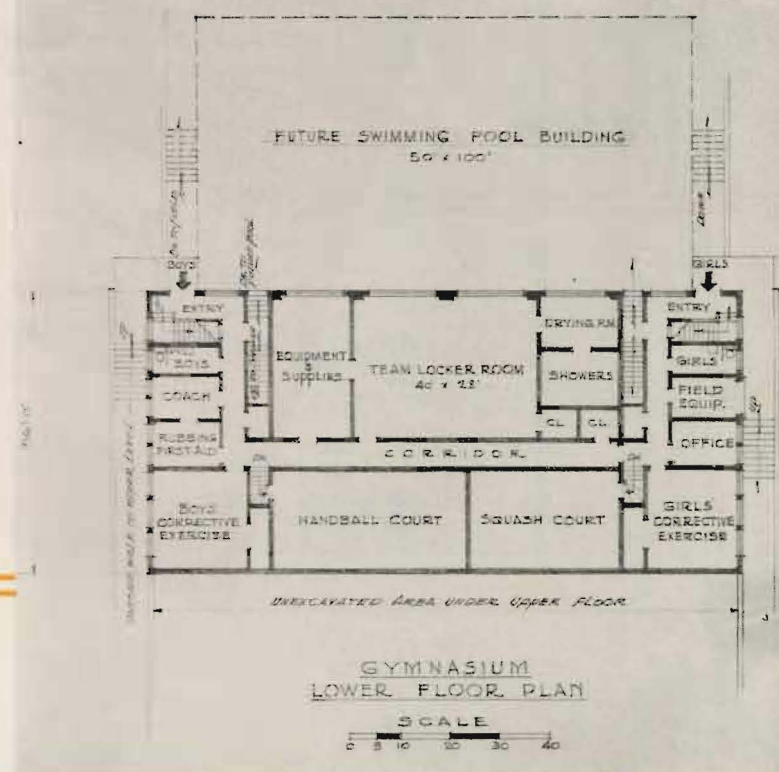 FUTURE SWIMMING POOL BUILDING
50' x 100'
DOWN
BOYS
GIRLS
ENTRY
ENTRY
BOYS
EQUIPMENT
&
SUPPLIES
TEAM LOCKER ROOM
40' x 28'
DRYING RM.
SHOWERS
GIRLS
COACH
FIELD
EQUIP.
RUBBING
FIRST-AID
CL.
CL.
OFFICE
CORRIDOR
BOYS'
CORRECTIVE
EXERCISE
HANDBALL COURT
SQUASH COURT
GIRLS'
CORRECTIVE
EXERCISE
UNEXCAVATED AREA UNDER UPPER FLOOR
GYMNASIUM
LOWER FLOOR PLAN
SCALE
0 5 10 20 30 40